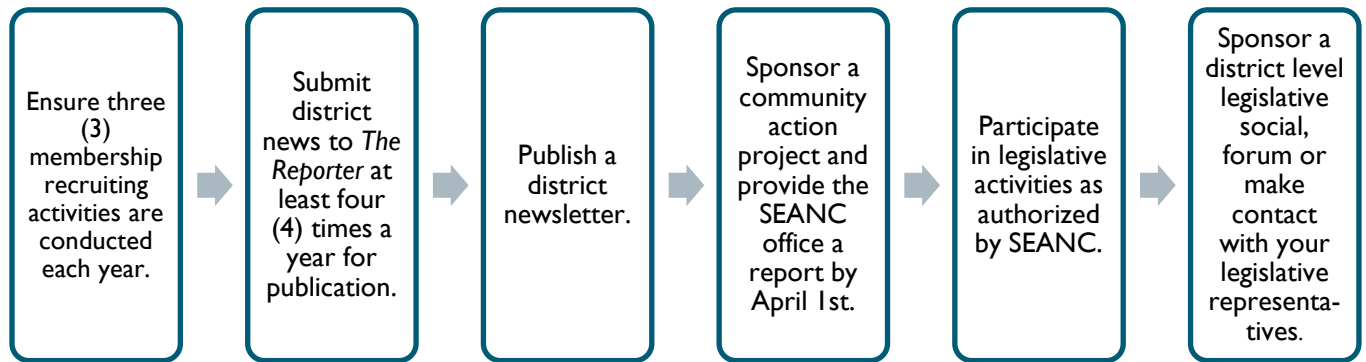 Ensure three
(3)
membership
recruiting
activities are
conducted
each year.
Submit
district
news to The
Reporter at
least four
(4) times a
year for
publication.
Publish a
district
newsletter.
Sponsor a
community
action
project and
provide the
SEANC
office a
report by
April 1st.
Participate
in legislative
activities as
authorized
by SEANC.
Sponsor a
district level
legislative
social,
forum or
make
contact
with your
legislative
representa-
tives.